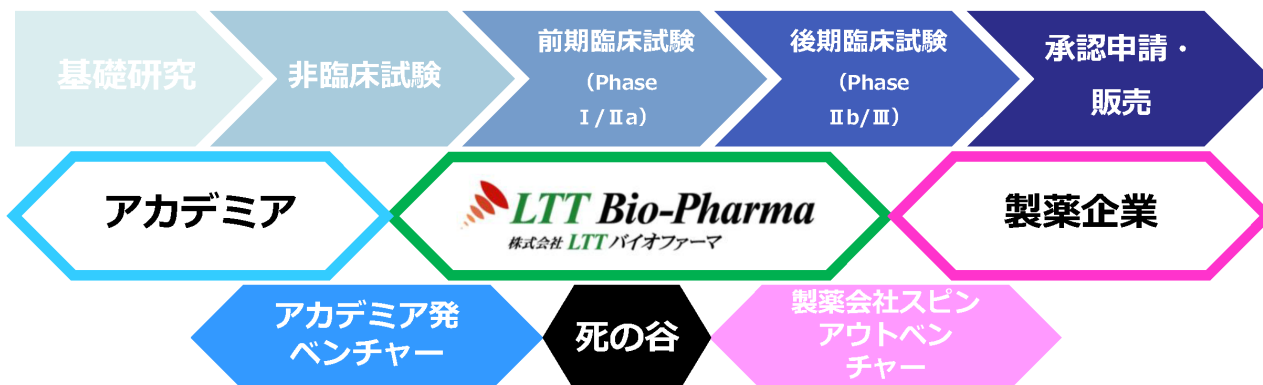 基礎研究
非臨床試験
前期臨床試験
(Phase
Ⅰ/Ⅱa)
後期臨床試験
(Phase
Ⅱb/Ⅲ)
承認申請・
販売
アカデミア
LTT Bio-Pharma
株式会社 LTT バイオファーマ
製薬企業
アカデミア発
ベンチャー
死の谷
製薬会社スピン
アウトベン
チャー